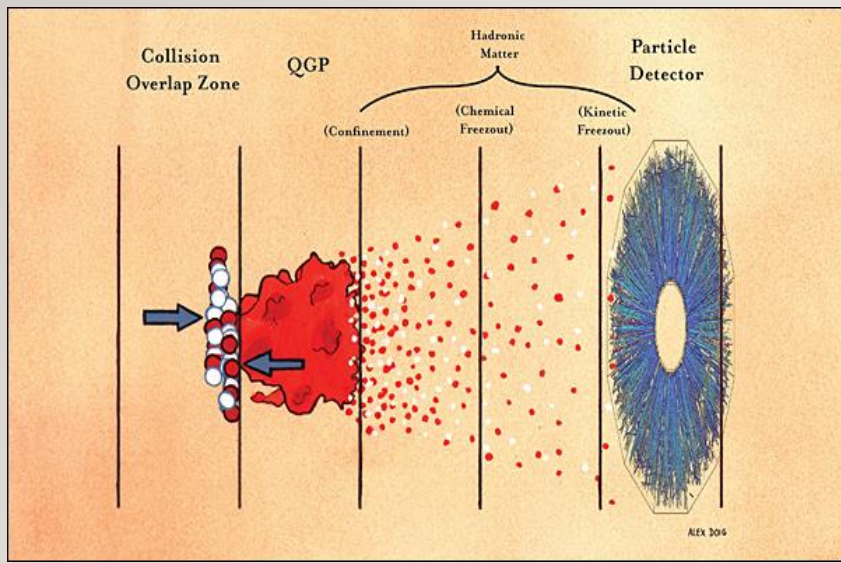 Collision
Overlap Zone
QGP
Hadronic
Matter
Particle
Detector
(Confinement)
(Chemical
Freezout)
(Kinetic
Freezout)
ALEX DOIG